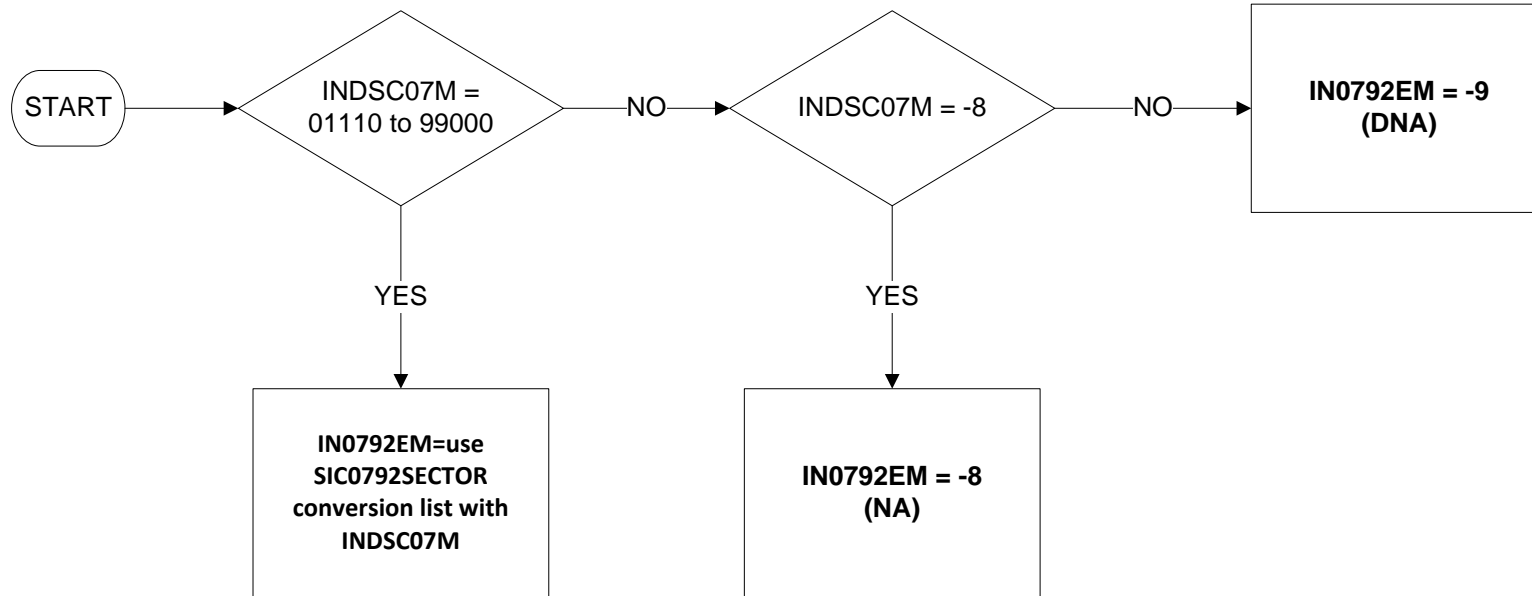 START
INDSC07M =
01110 to 99000
NO
INDSC07M = -8
NO
IN0792EM = -9
(DNA)
YES
YES
IN0792EM=use
SIC0792SECTOR
conversion list with
INDSC07M
IN0792EM = -8
(NA)